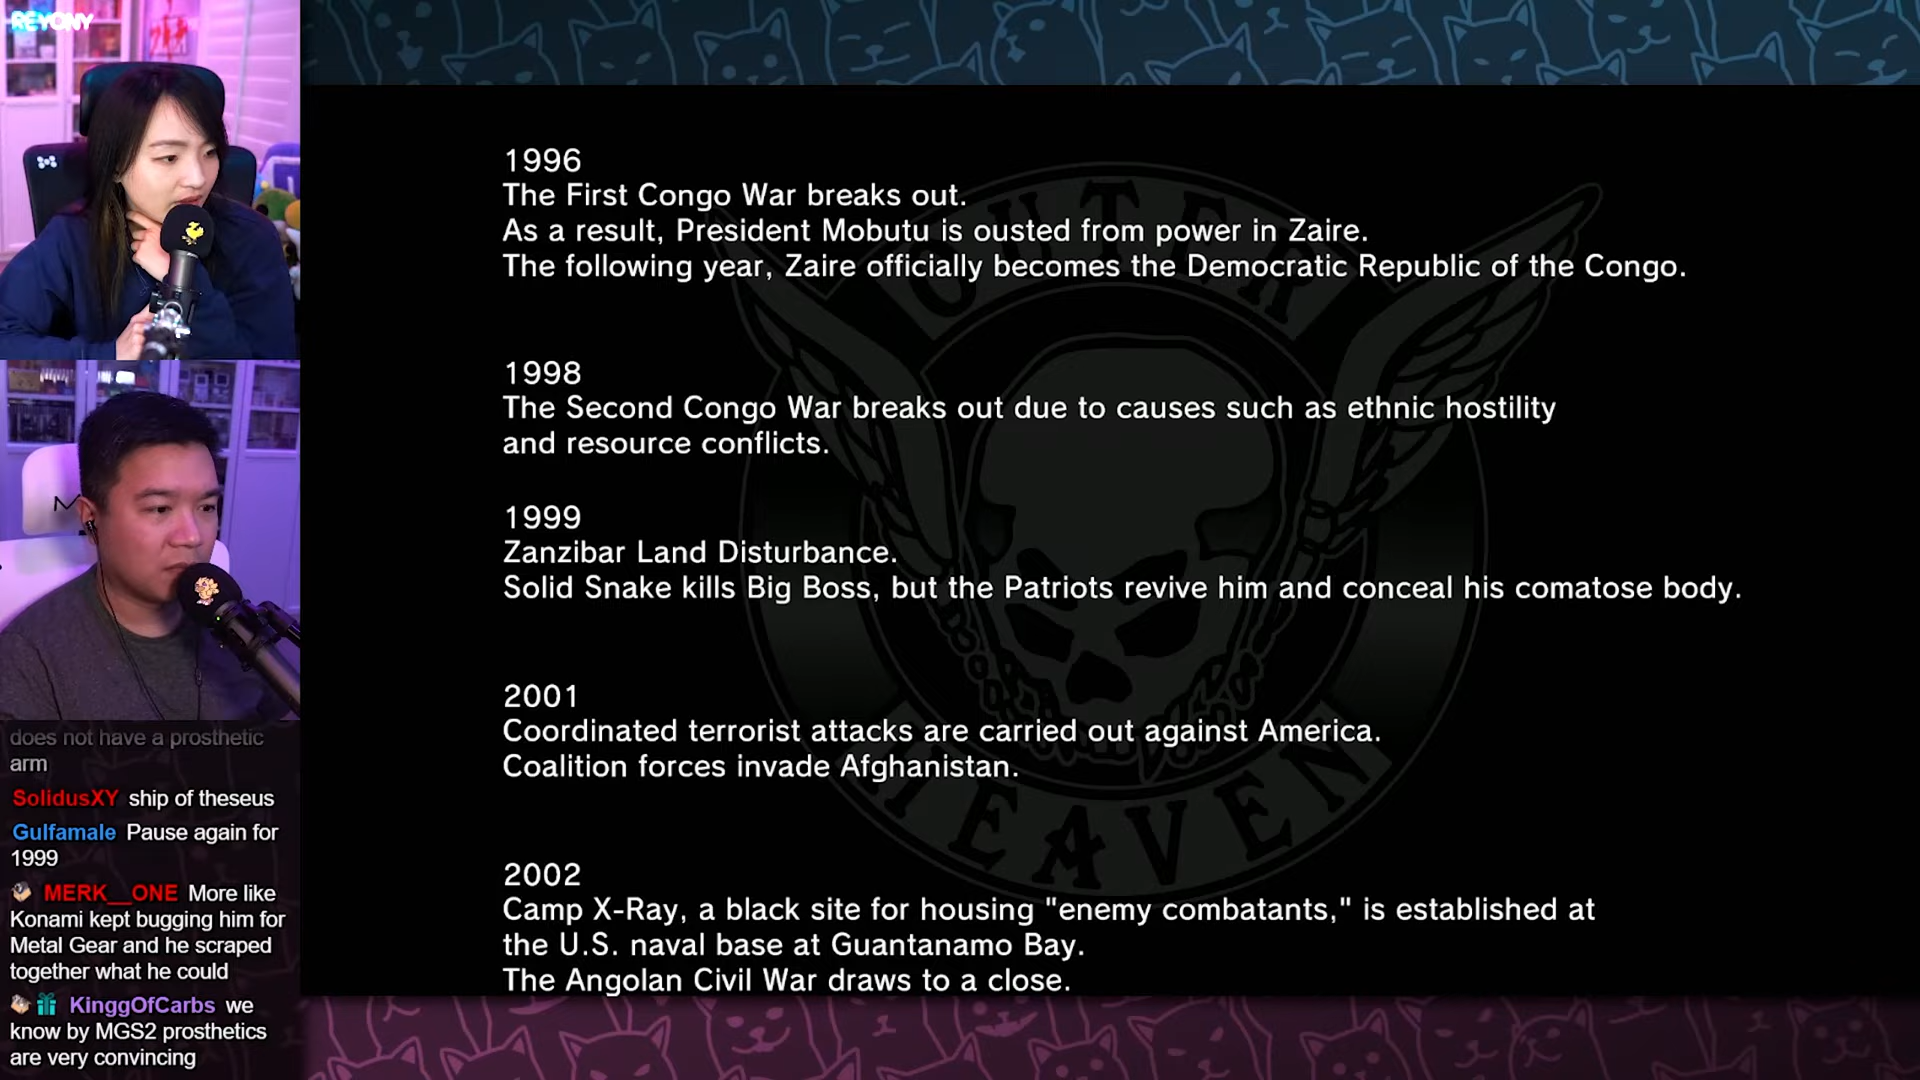 REYONY
1996
The First Congo War breaks out.
As a result, President Mobutu is ousted from power in Zaire.
The following year, Zaire officially becomes the Democratic Republic of the Congo.
1998
The Second Congo War breaks out due to causes such as ethnic hostility
and resource conflicts.
1999
Zanzibar Land Disturbance.
Solid Snake kills Big Boss, but the Patriots revive him and conceal his comatose body.
2001
Coordinated terrorist attacks are carried out against America.
Coalition forces invade Afghanistan.
2002
Camp X-Ray, a black site for housing "enemy combatants," is established at
the U.S. naval base at Guantanamo Bay.
The Angolan Civil War draws to a close.
OUTER
HEAVEN
does not have a prosthetic
arm
SolidusXY ship of theseus
Gulfamale Pause again for
1999
MERK__ONE More like
Konami kept bugging him for
Metal Gear and he scraped
together what he could
KinggOfCarbs we
know by MGS2 prosthetics
are very convincing